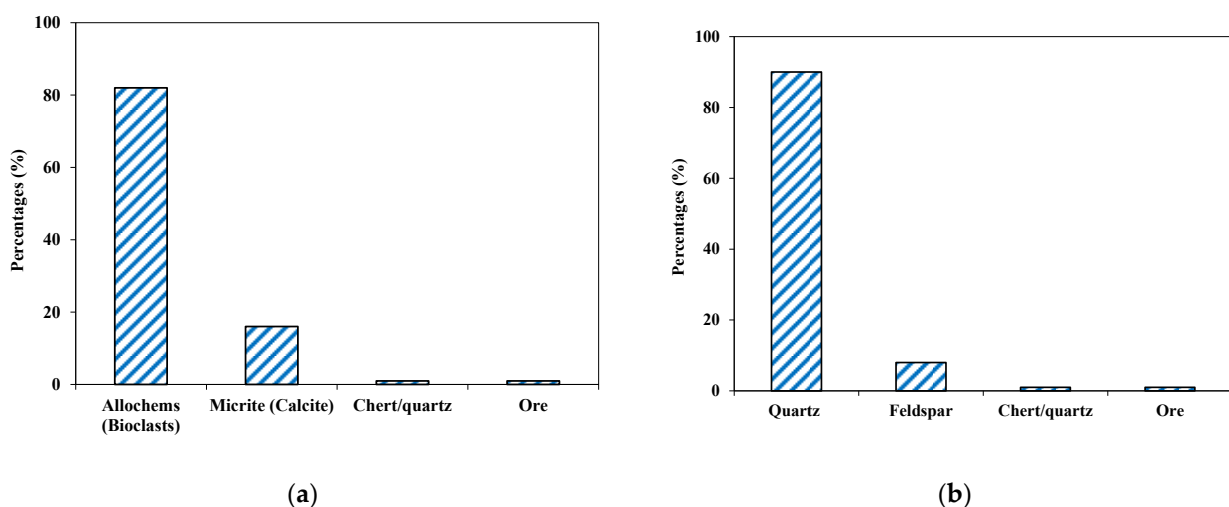 100
80
60
40
20
0
Percentages (%)
Allochems
(Bioclasts)
Micrite (Calcite)
Chert/quartz
Ore
(a)
100
80
60
40
20
0
Percentages (%)
Quartz
Feldspar
Chert/quartz
Ore
(b)